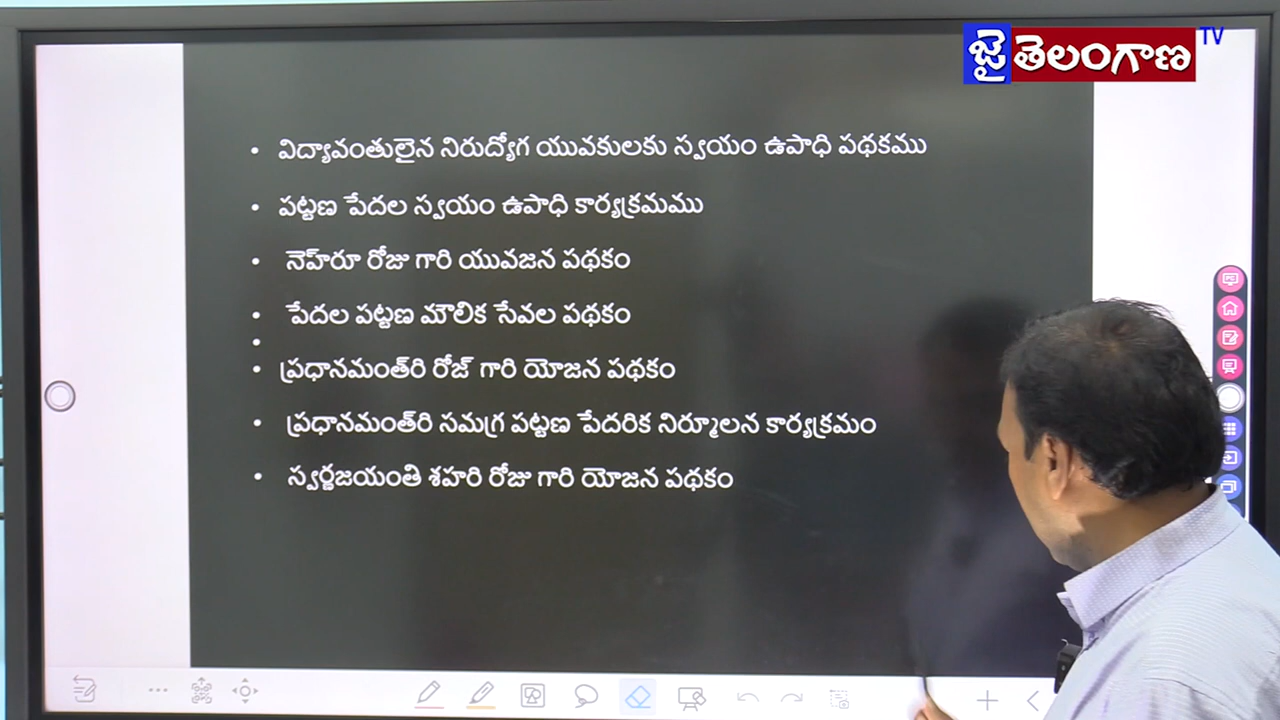 జై తెలంగాణ TV
• విద్యావంతులైన నిరుద్యోగ యువకులకు స్వయం ఉపాధి పథకము
• పట్టణ పేదల స్వయం ఉపాధి కార్యక్రమము
• నెహ్‌రూ రోజు గారి యువజన పథకం
• పేదల పట్టణ మౌలిక సేవల పథకం
•
• ప్రధానమంత్‌రి రోజ్ గారి యోజన పథకం
• ప్రధానమంత్‌రి సమగ్ర పట్టణ పేదరిక నిర్మూలన కార్యక్రమం
• స్వర్ణజయంతి శహరి రోజు గారి యోజన పథకం